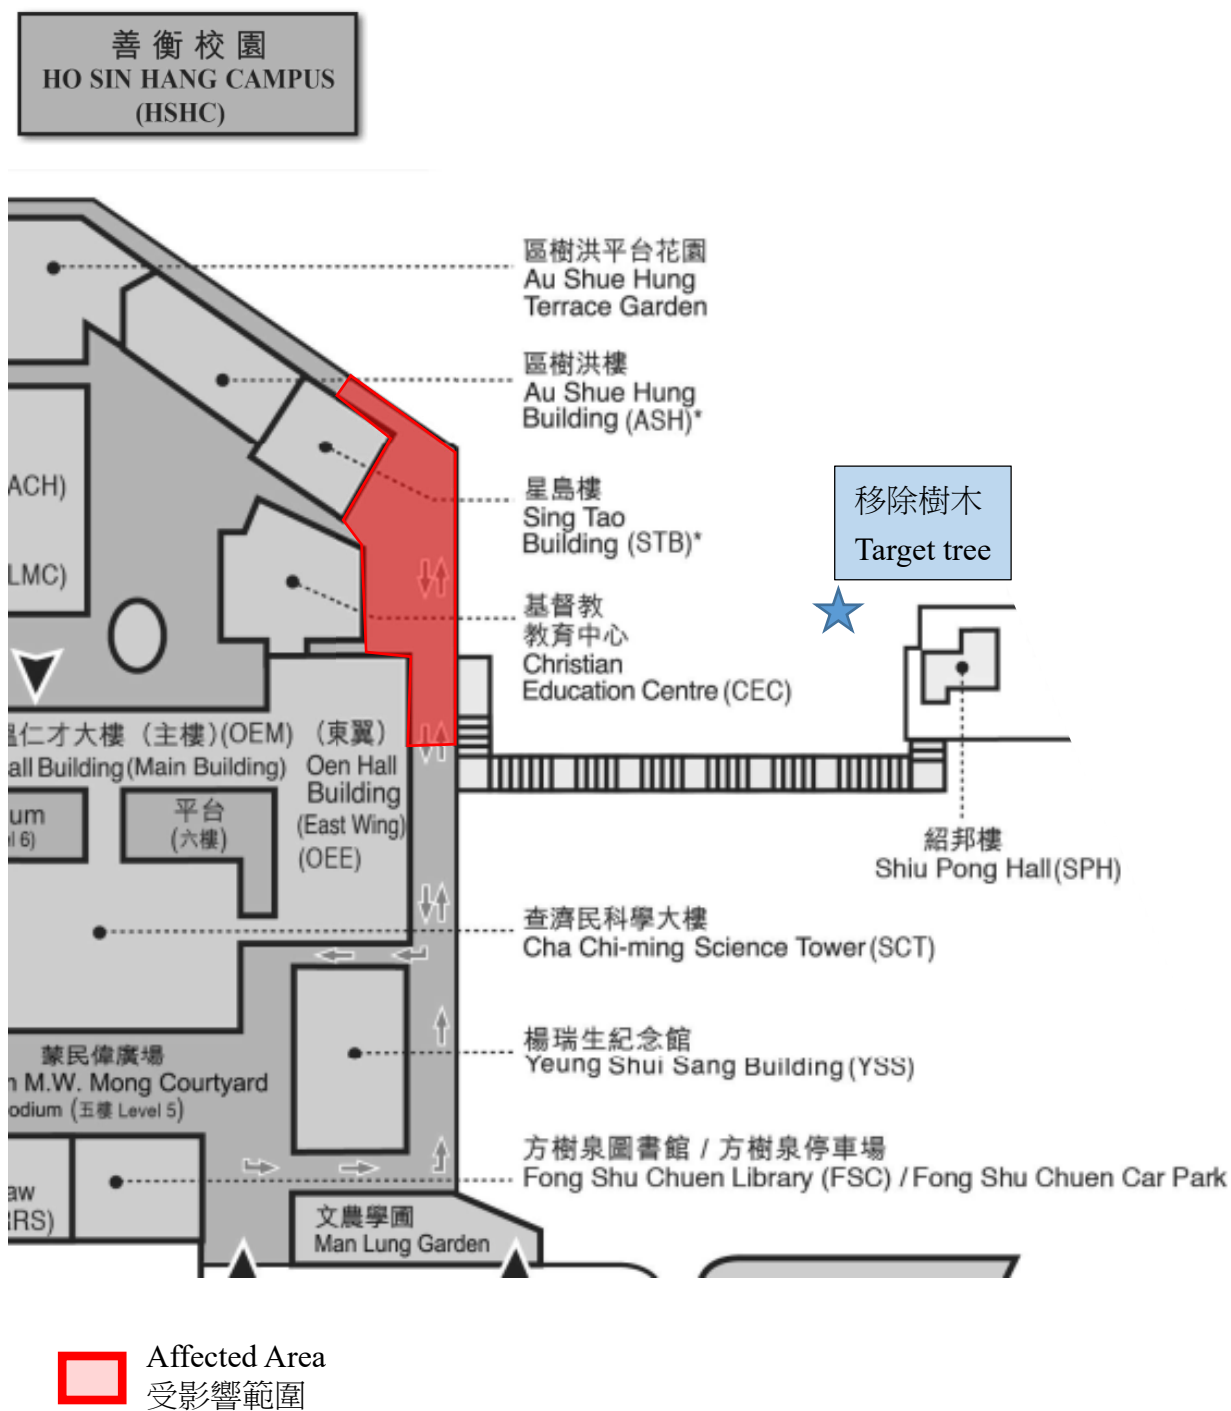 善衡校園
HO SIN HANG CAMPUS
(HSHC)
區樹洪平台花園
Au Shue Hung
Terrace Garden
區樹洪樓
Au Shue Hung
Building (ASH)*
ACH)
星島樓
Sing Tao
Building (STB)*
移除樹木
Target tree
LMC)
基督教
教育中心
Christian
Education Centre (CEC)
溫仁才大樓（主樓）(OEM)
all Building (Main Building)
（東翼）
Oen Hall
Building
(East Wing)
(OEE)
um
l 6)
平台
(六樓)
紹邦樓
Shiu Pong Hall (SPH)
查濟民科學大樓
Cha Chi-ming Science Tower (SCT)
楊瑞生紀念館
Yeung Shui Sang Building (YSS)
蒙民偉廣場
n M.W. Mong Courtyard
odium (五樓 Level 5)
方樹泉圖書館 / 方樹泉停車場
Fong Shu Chuen Library (FSC) / Fong Shu Chuen Car Park
aw
RRS)
文農學圃
Man Lung Garden
Affected Area
受影響範圍